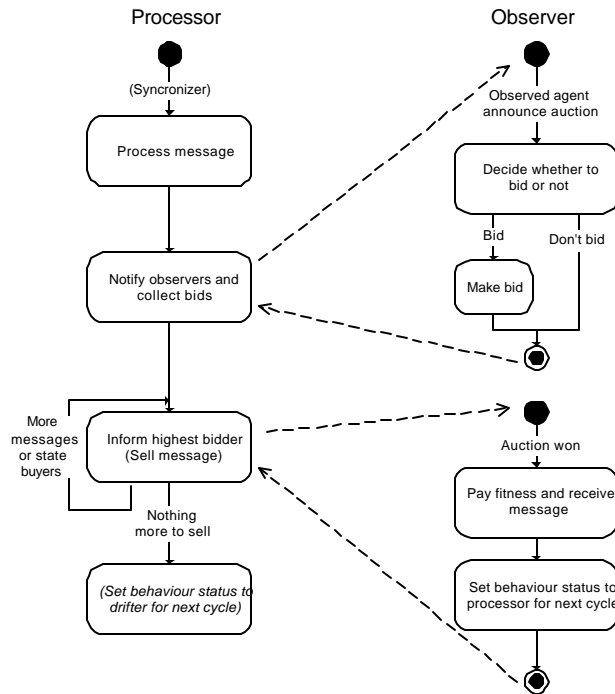 Processor
(Syncronizer)
Process message
Notify observers and
collect bids
More
messages
or state
buyers
Inform highest bidder
(Sell message)
Nothing
more to sell
(Set behaviour status to
drifter for next cycle)
Observer
Observed agent
announce auction
Decide whether to
bid or not
Bid
Don't bid
Make bid
Auction won
Pay fitness and receive
message
Set behaviour status to
processor for next cycle